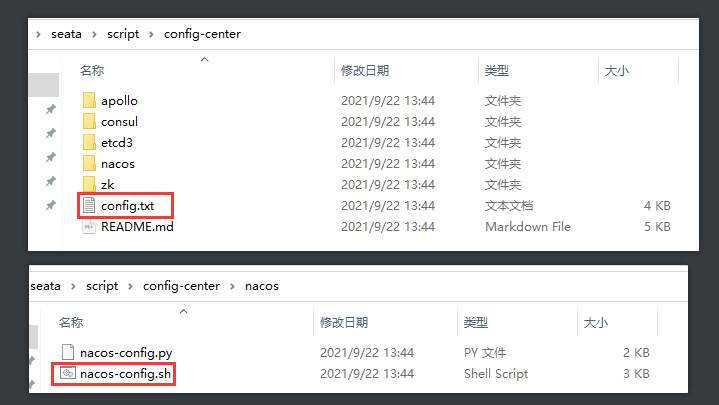 seata > script > config-center
名称 修改日期 类型 大小
apollo 2021/9/22 13:44 文件夹
consul 2021/9/22 13:44 文件夹
etcd3 2021/9/22 13:44 文件夹
nacos 2021/9/22 13:44 文件夹
zk 2021/9/22 13:44 文件夹
config.txt 2021/9/22 13:44 文本文档 4 KB
README.md 2021/9/22 13:44 Markdown File 5 KB
seata > script > config-center > nacos
名称 修改日期 类型 大小
nacos-config.py 2021/9/22 13:44 PY 文件 2 KB
nacos-config.sh 2021/9/22 13:44 Shell Script 3 KB